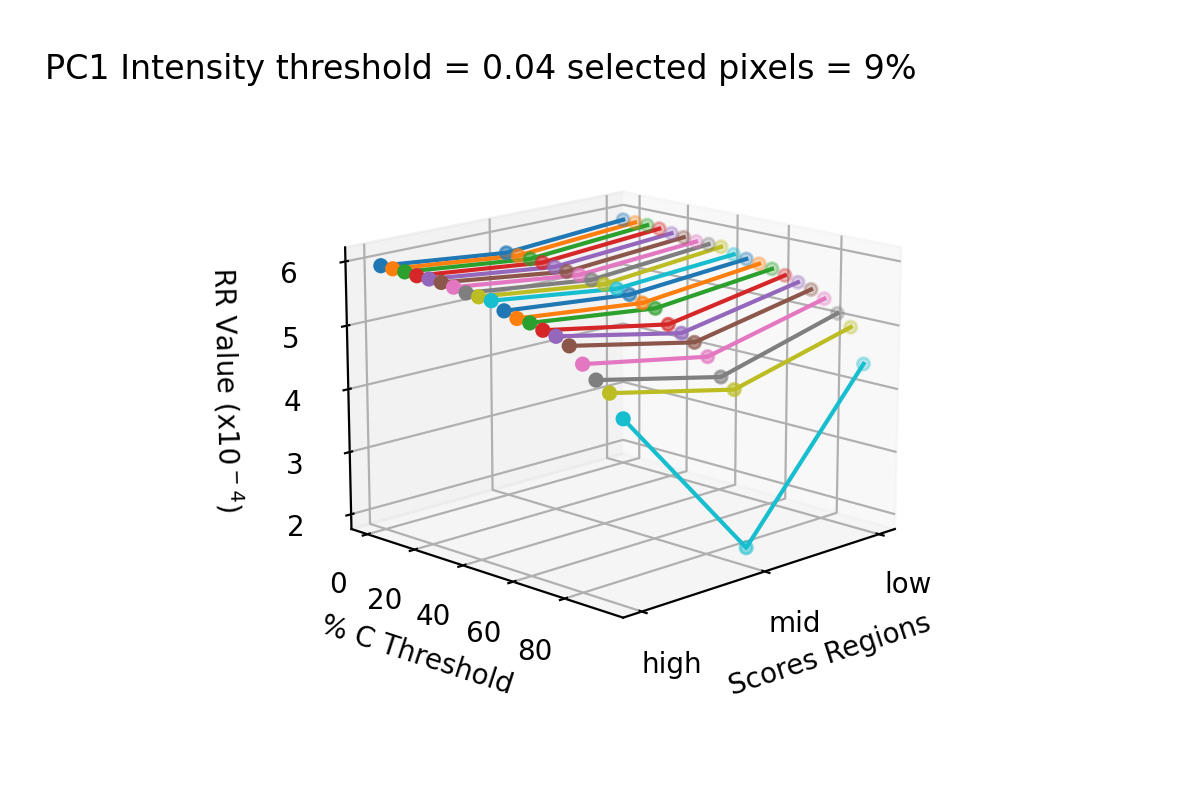 PC1 Intensity threshold = 0.04 selected pixels = 9%
RR Value (x10⁻⁴)
6
5
4
3
2
0
20
40
60
80
% C Threshold
high
mid
low
Scores Regions